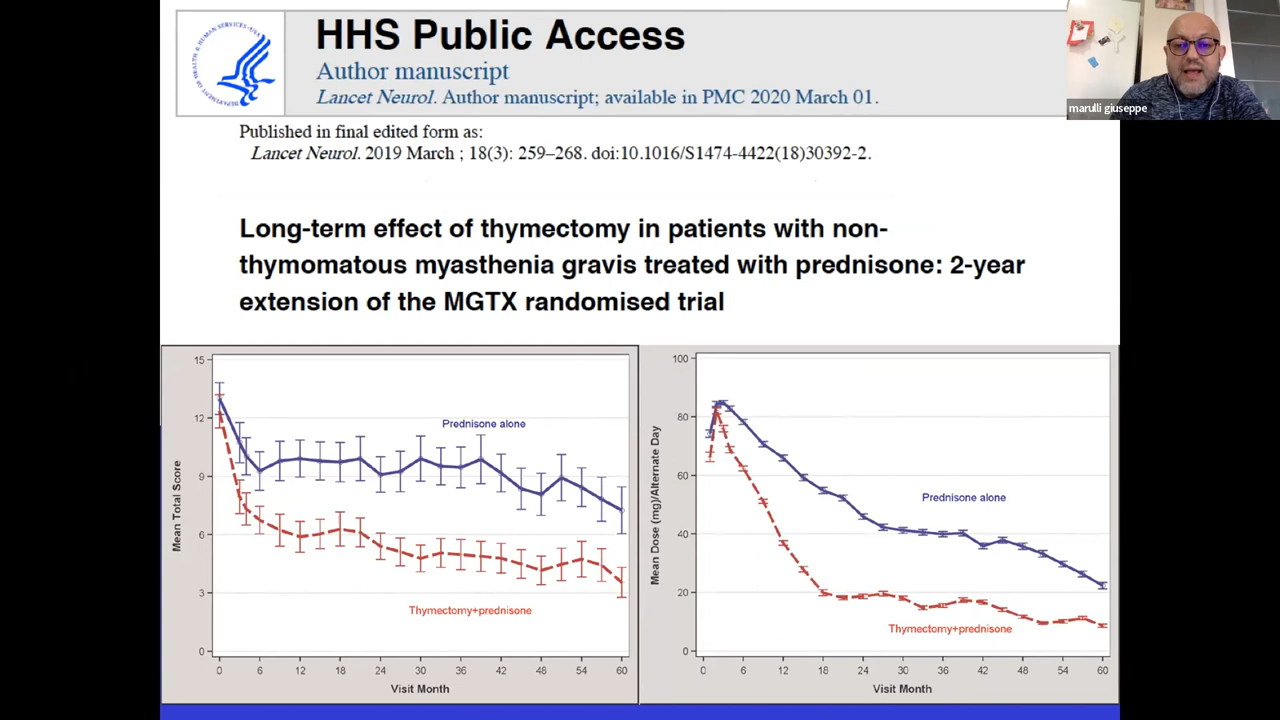 HHS Public Access
Author manuscript
Lancet Neurol. Author manuscript; available in PMC 2020 March 01.
marulli giuseppe
Published in final edited form as:
Lancet Neurol. 2019 March ; 18(3): 259–268. doi:10.1016/S1474-4422(18)30392-2.
Long-term effect of thymectomy in patients with non-
thymomatous myasthenia gravis treated with prednisone: 2-year
extension of the MGTX randomised trial
Mean Total Score
15
12
9
6
3
0
Prednisone alone
Thymectomy+prednisone
0 6 12 18 24 30 36 42 48 54 60
Visit Month
Mean Dose (mg)/Alternate Day
100
80
60
40
20
0
Prednisone alone
Thymectomy+prednisone
0 6 12 18 24 30 36 42 48 54 60
Visit Month